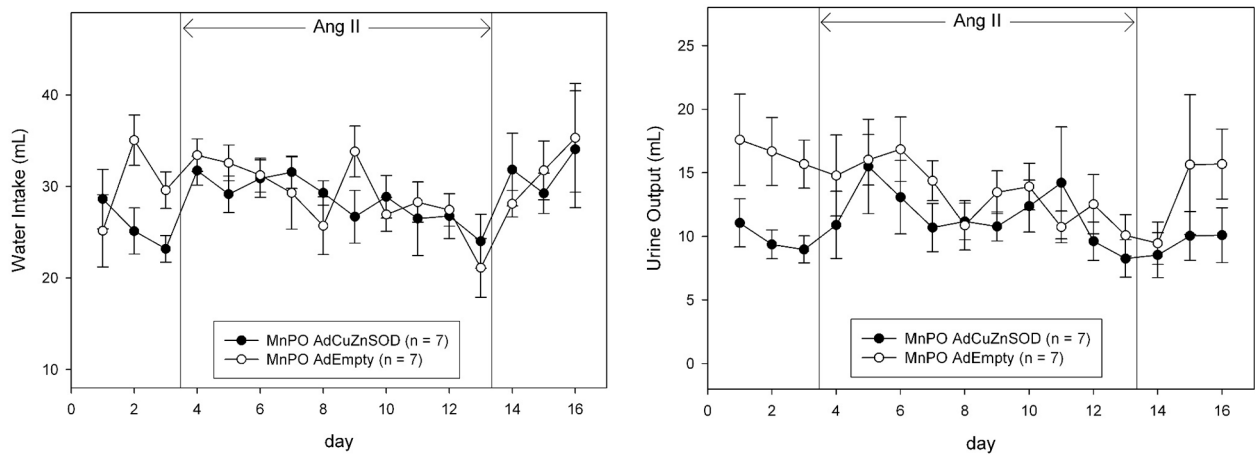 Ang II
40
30
20
10
Water Intake (mL)
MnPO AdCuZnSOD (n = 7)
MnPO AdEmpty (n = 7)
0 2 4 6 8 10 12 14 16
day
Ang II
25
20
15
10
5
0
Urine Output (mL)
MnPO AdCuZnSOD (n = 7)
MnPO AdEmpty (n = 7)
0 2 4 6 8 10 12 14 16
day